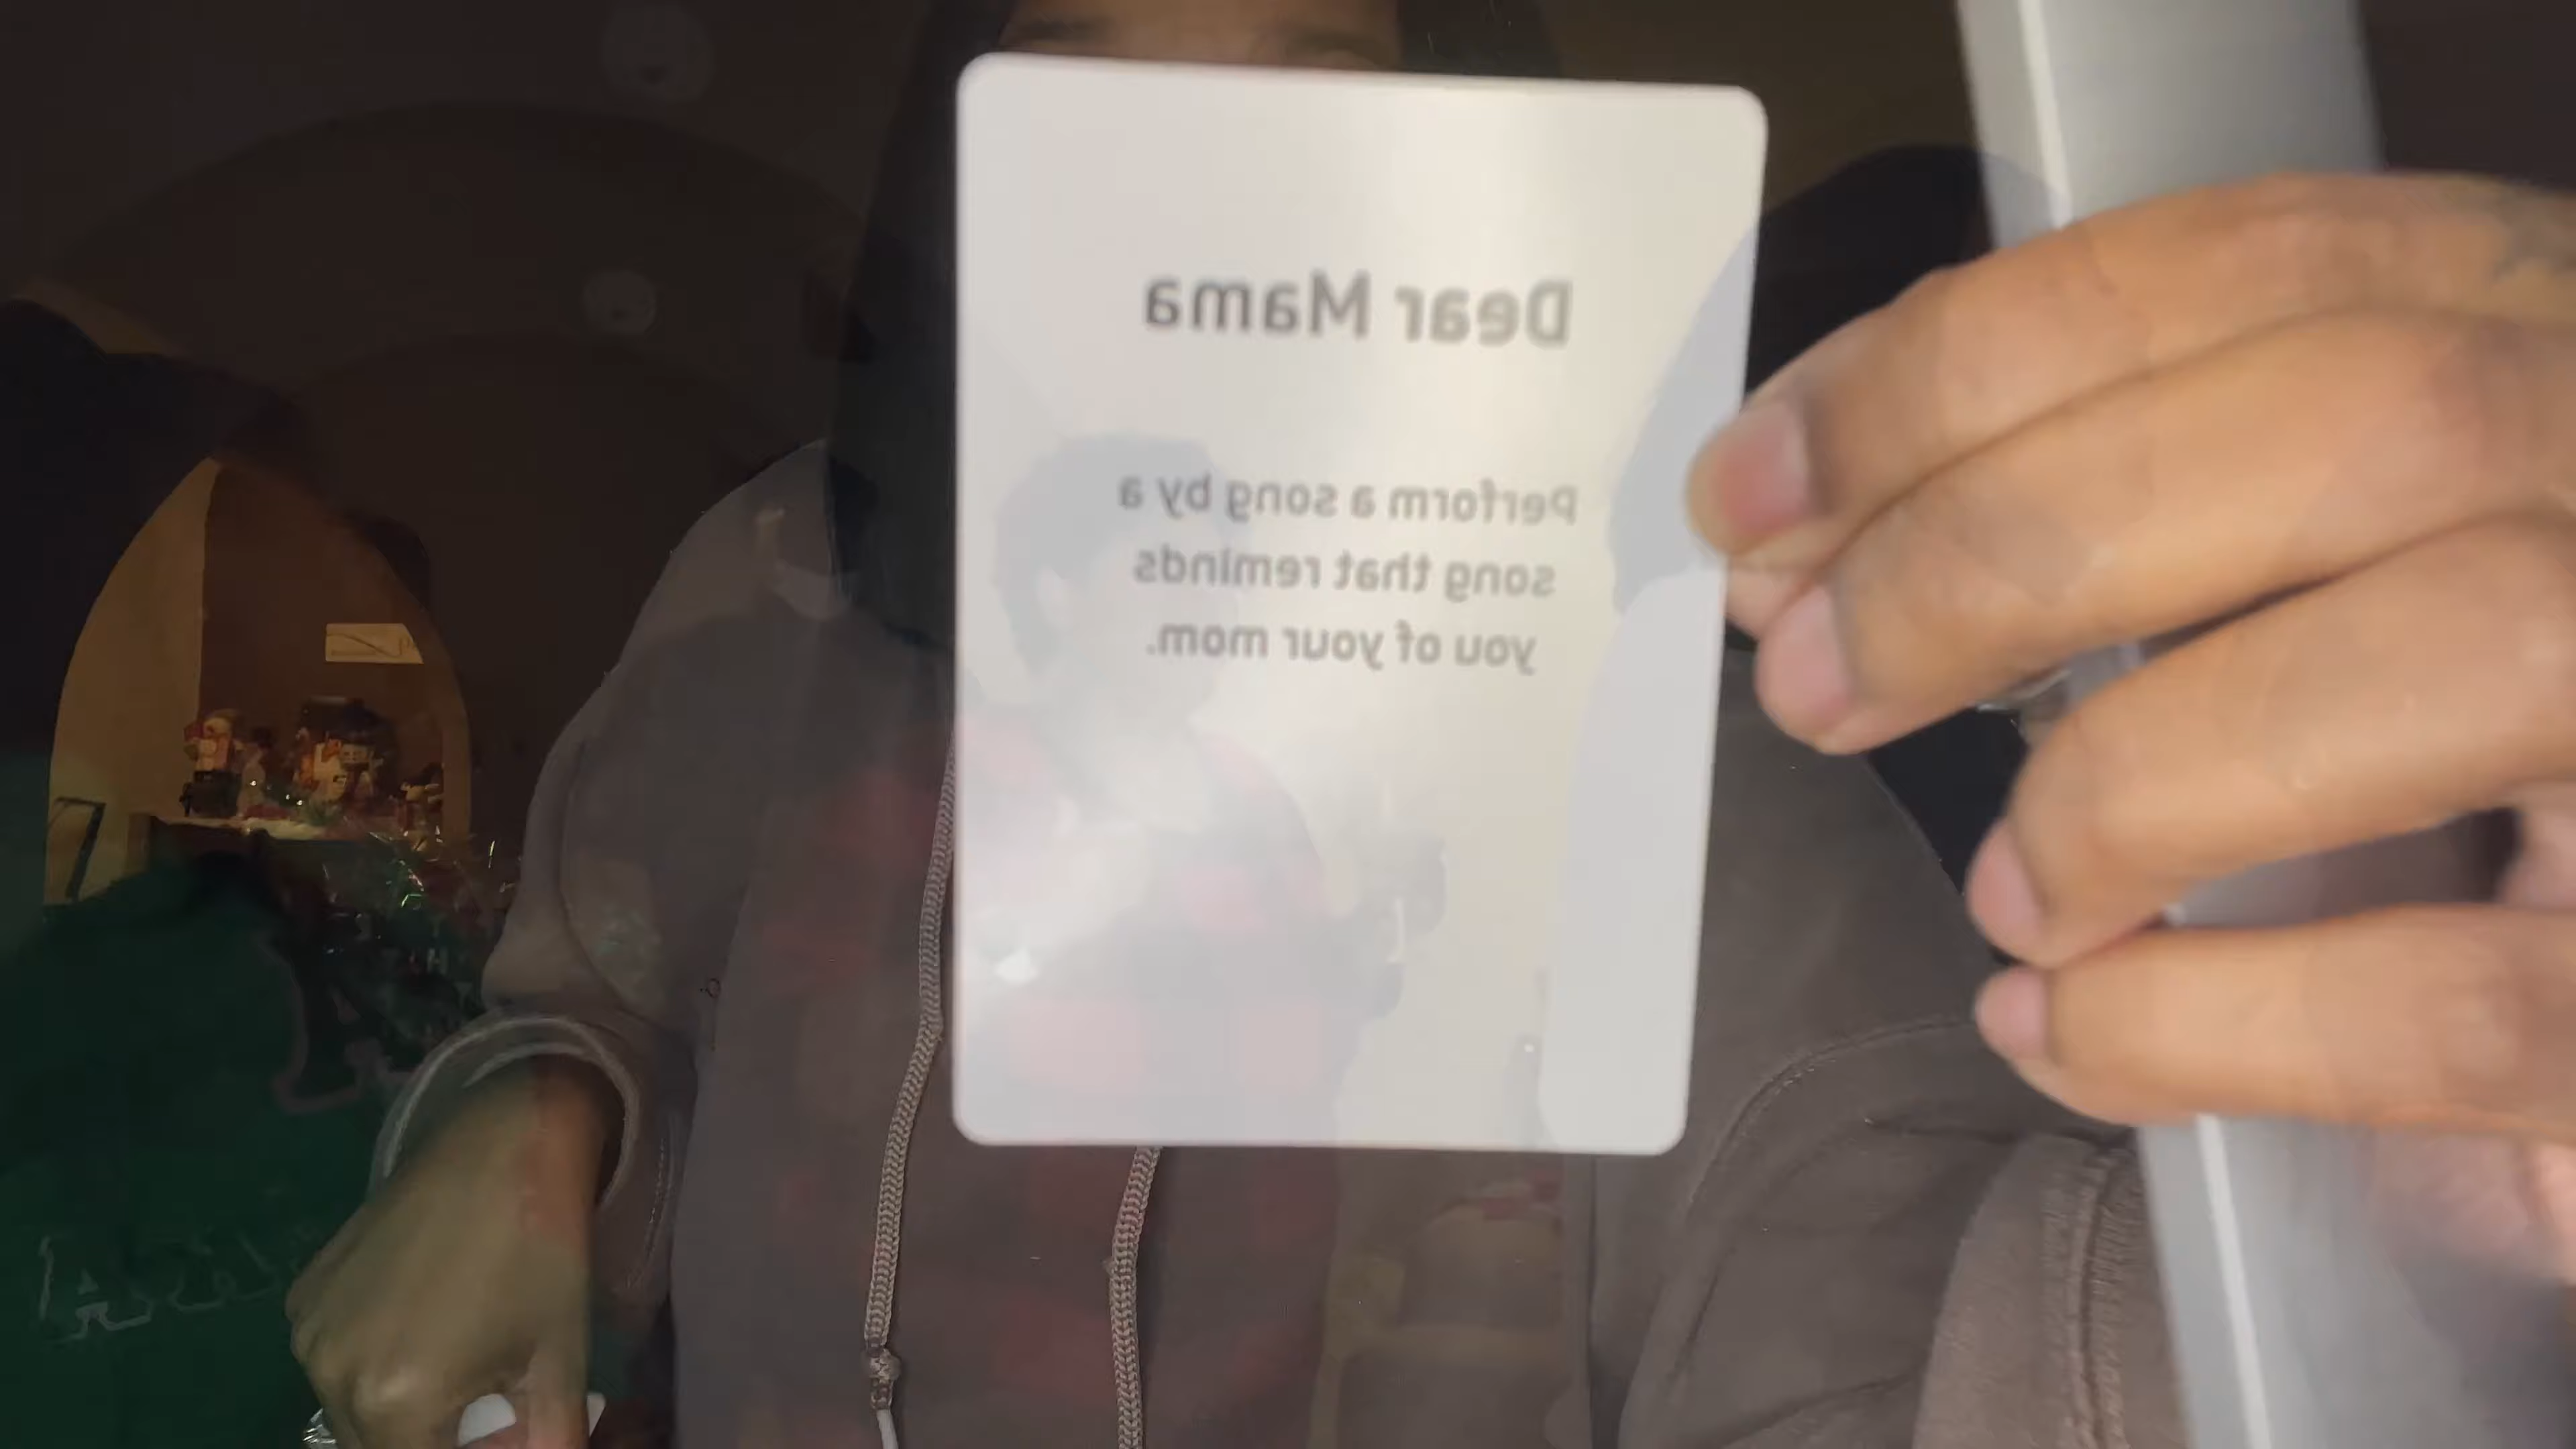 Dear Mama
Perform a song by a
song that reminds
you of your mom.